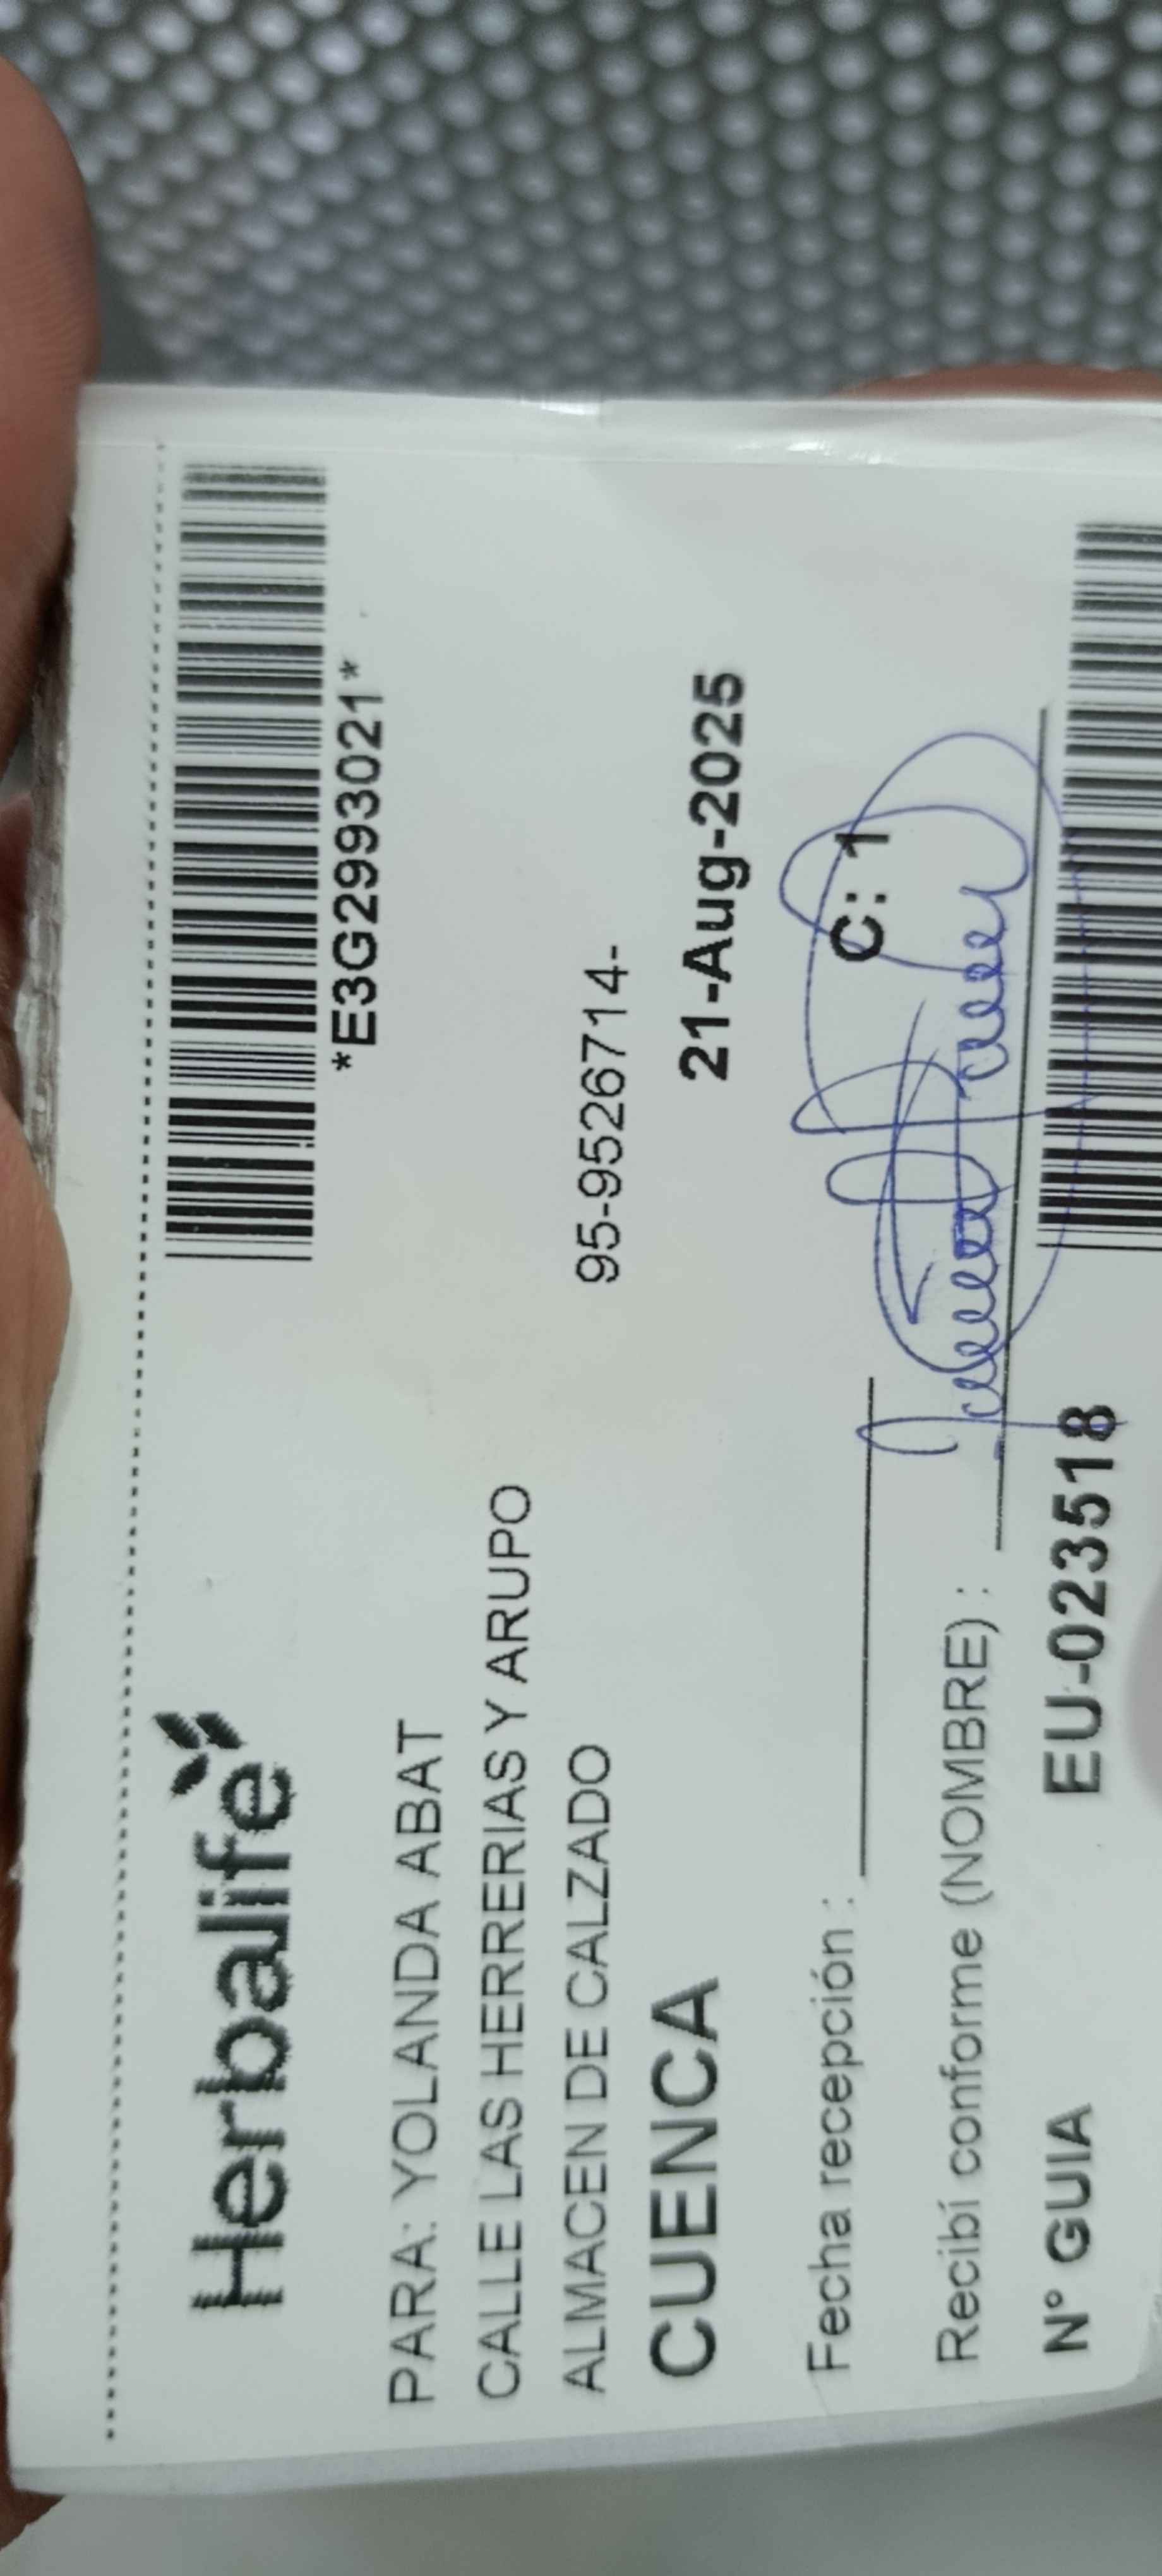 Herbalife
*E3G2993021*
PARA: YOLANDA ABAT
CALLE LAS HERRERIAS Y ARUPO
ALMACEN DE CALZADO
95-9526714-
CUENCA
21-Aug-2025
Fecha recepción :
C: 1
Recibí conforme (NOMBRE) :
N° GUIA
EU-023518